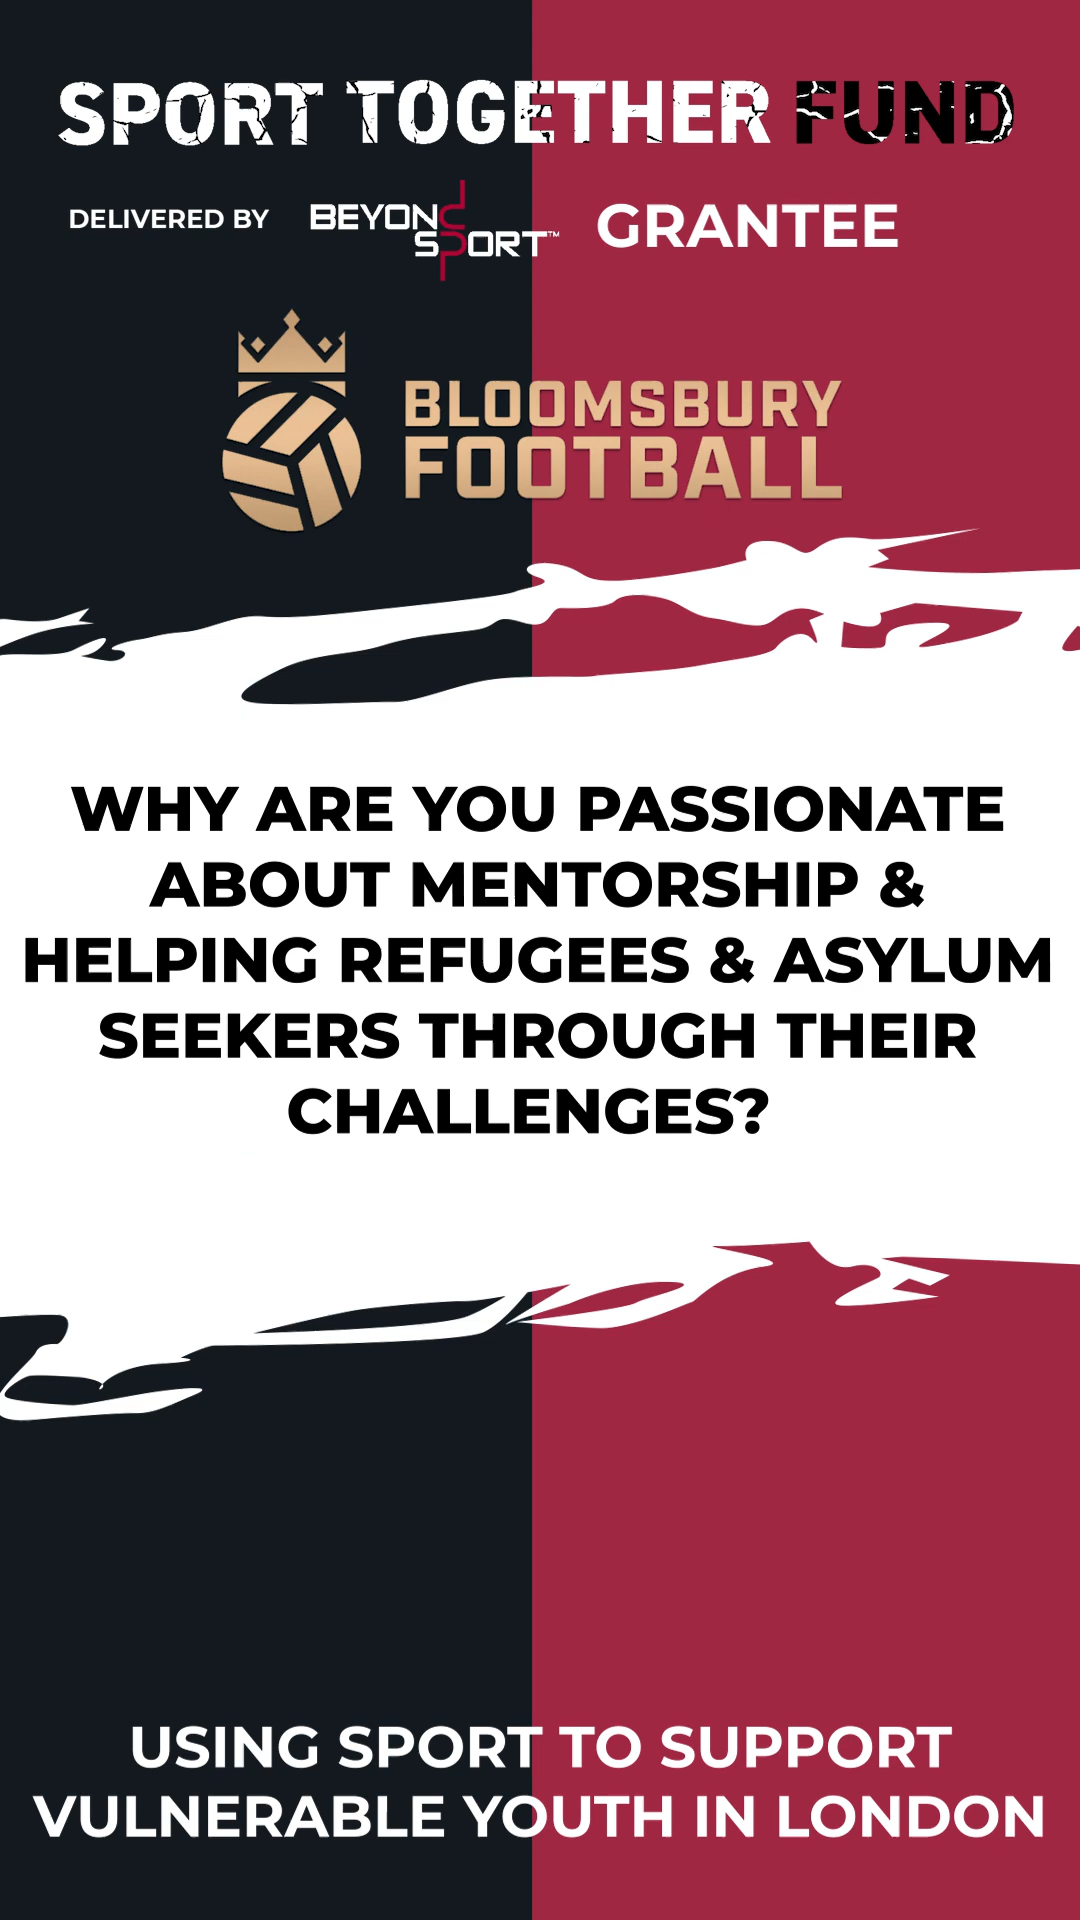 SPORT TOGETHER FUND
DELIVERED BY BEYOND SPORT™ GRANTEE
BLOOMSBURY
FOOTBALL
WHY ARE YOU PASSIONATE
ABOUT MENTORSHIP &
HELPING REFUGEES & ASYLUM
SEEKERS THROUGH THEIR
CHALLENGES?
USING SPORT TO SUPPORT
VULNERABLE YOUTH IN LONDON